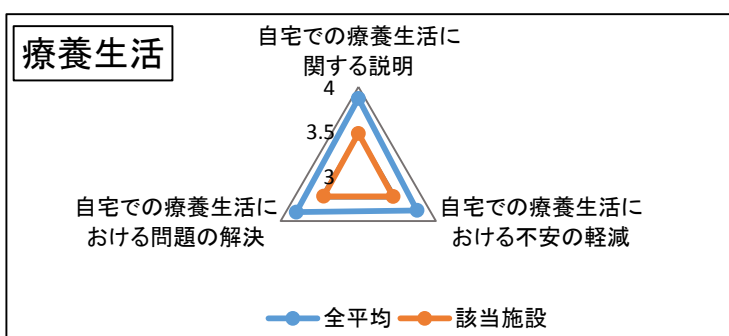 療養生活
自宅での療養生活に
関する説明
4
3.5
3
自宅での療養生活に
おける問題の解決
自宅での療養生活に
おける不安の軽減
全平均
該当施設